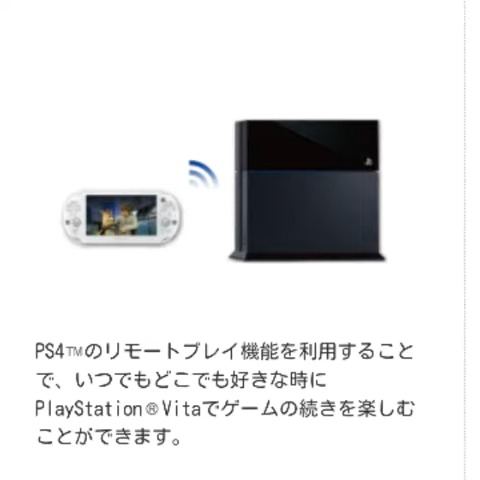 PS4™のリモートプレイ機能を利用すること
で、いつでもどこでも好きな時に
PlayStation®Vitaでゲームの続きを楽しむ
ことができます。